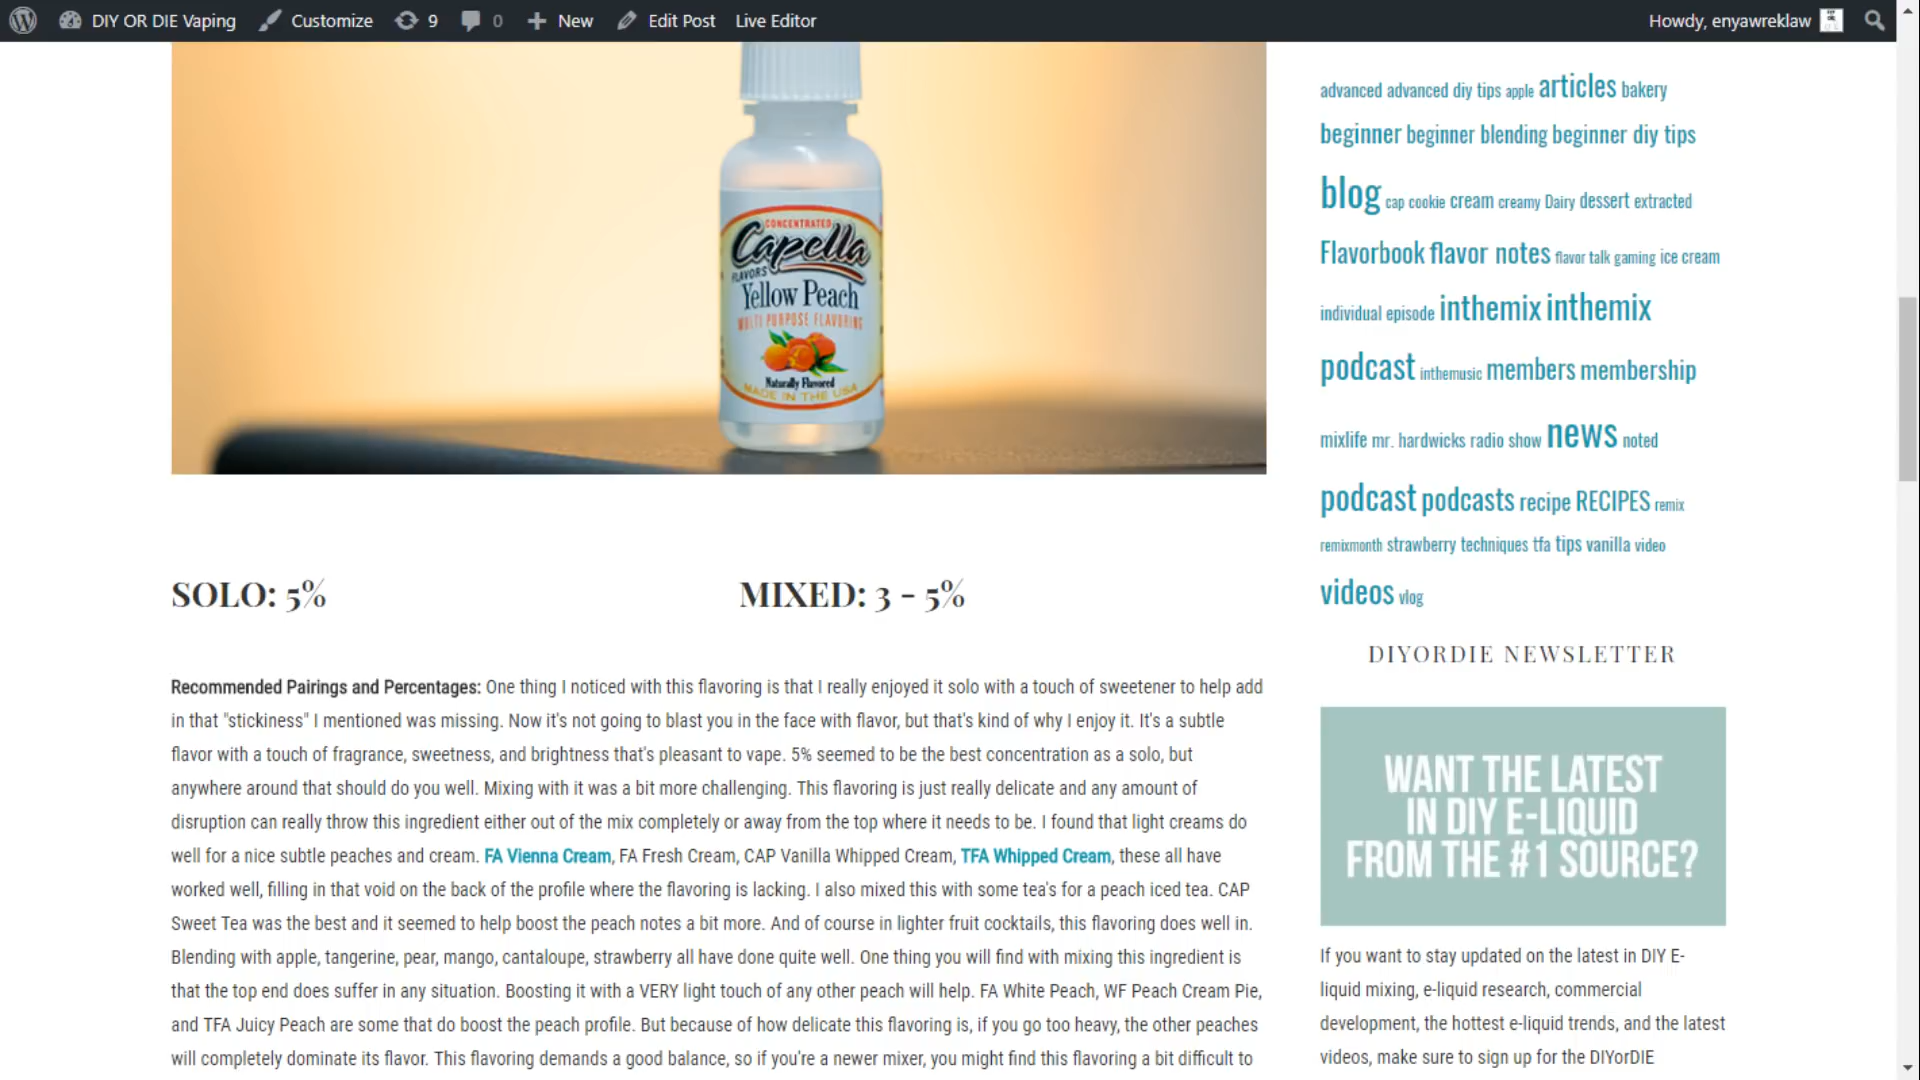 DIY OR DIE Vaping Customize 9 0 New Edit Post Live Editor Howdy, enyawreklaw
CONCENTRATED
Capella
FLAVORS
Yellow Peach
MULTI PURPOSE FLAVORING
Naturally Flavored
MADE IN THE USA
SOLO: 5%
MIXED: 3 - 5%
Recommended Pairings and Percentages: One thing I noticed with this flavoring is that I really enjoyed it solo with a touch of sweetener to help add
in that "stickiness" I mentioned was missing. Now it's not going to blast you in the face with flavor, but that's kind of why I enjoy it. It's a subtle
flavor with a touch of fragrance, sweetness, and brightness that's pleasant to vape. 5% seemed to be the best concentration as a solo, but
anywhere around that should do you well. Mixing with it was a bit more challenging. This flavoring is just really delicate and any amount of
disruption can really throw this ingredient either out of the mix completely or away from the top where it needs to be. I found that light creams do
well for a nice subtle peaches and cream. FA Vienna Cream, FA Fresh Cream, CAP Vanilla Whipped Cream, TFA Whipped Cream, these all have
worked well, filling in that void on the back of the profile where the flavoring is lacking. I also mixed this with some tea's for a peach iced tea. CAP
Sweet Tea was the best and it seemed to help boost the peach notes a bit more. And of course in lighter fruit cocktails, this flavoring does well in.
Blending with apple, tangerine, pear, mango, cantaloupe, strawberry all have done quite well. One thing you will find with mixing this ingredient is
that the top end does suffer in any situation. Boosting it with a VERY light touch of any other peach will help. FA White Peach, WF Peach Cream Pie,
and TFA Juicy Peach are some that do boost the peach profile. But because of how delicate this flavoring is, if you go too heavy, the other peaches
will completely dominate its flavor. This flavoring demands a good balance, so if you're a newer mixer, you might find this flavoring a bit difficult to
advanced advanced diy tips apple articles bakery
beginner beginner blending beginner diy tips
blog cap cookie cream creamy Dairy dessert extracted
Flavorbook flavor notes flavor talk gaming ice cream
individual episode inthemix inthemix
podcast inthemusic members membership
mixlife mr. hardwicks radio show news noted
podcast podcasts recipe RECIPES remix
remixmonth strawberry techniques tfa tips vanilla video
videos vlog
DIYORDIE NEWSLETTER
WANT THE LATEST
IN DIY E-LIQUID
FROM THE #1 SOURCE?
If you want to stay updated on the latest in DIY E-
liquid mixing, e-liquid research, commercial
development, the hottest e-liquid trends, and the latest
videos, make sure to sign up for the DIYorDIE